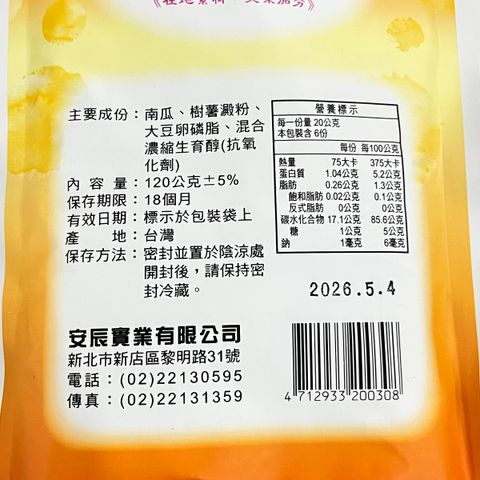 主要成份：南瓜、樹薯澱粉、
大豆卵磷脂、混合
濃縮生育醇(抗氧
化劑)
內容量：120公克±5%
保存期限：18個月
有效日期：標示於包裝袋上
產地：台灣
保存方法：密封並置於陰涼處
開封後，請保持密
封冷藏。
營養標示
每一份量 20公克
本包裝含 6份
每份 每100公克
熱量 75大卡 375大卡
蛋白質 1.04公克 5.2公克
脂肪 0.26公克 1.3公克
飽和脂肪 0.02公克 0.1公克
反式脂肪 0公克 0公克
碳水化合物 17.1公克 85.6公克
糖 1公克 5公克
鈉 1毫克 6毫克
2026.5.4
安辰實業有限公司
新北市新店區黎明路31號
電話：(02)22130595
傳真：(02)22131359
4 712933 200308